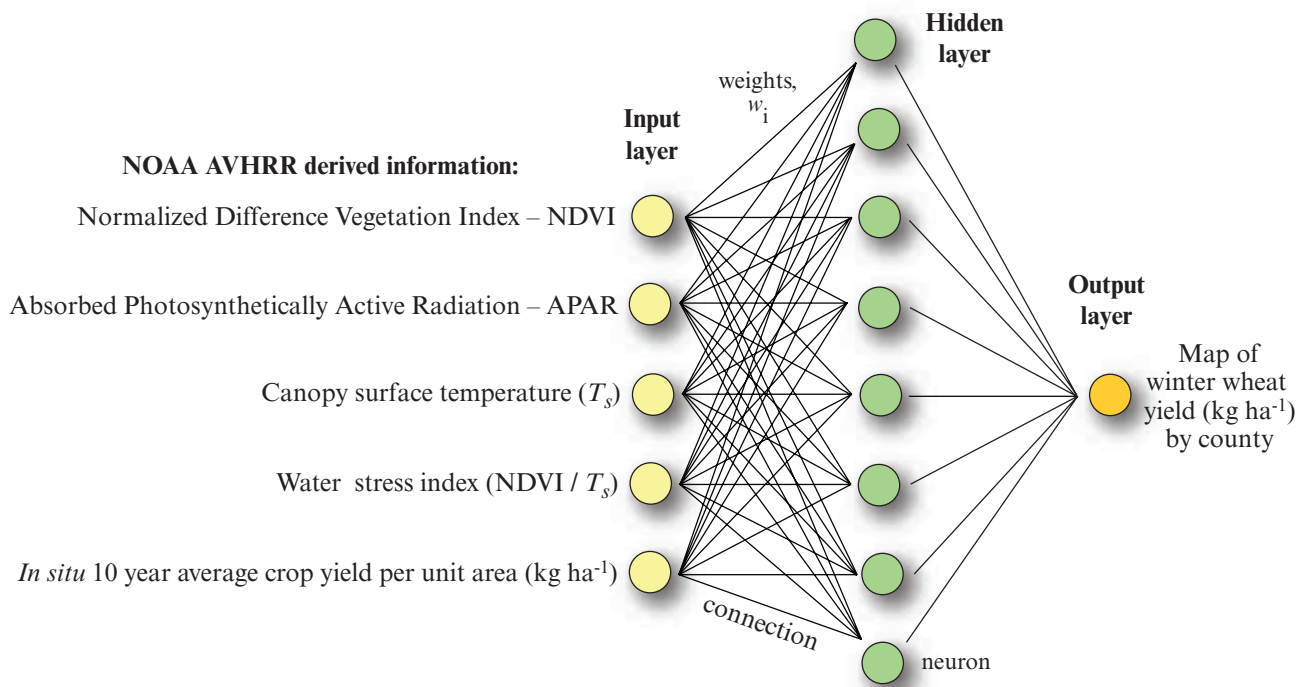 Hidden
layer
weights,
wi
Input
layer
NOAA AVHRR derived information:
Normalized Difference Vegetation Index – NDVI
Absorbed Photosynthetically Active Radiation – APAR
Output
layer
Canopy surface temperature (Ts)
Map of
winter wheat
yield (kg ha-1)
by county
Water stress index (NDVI / Ts)
In situ 10 year average crop yield per unit area (kg ha-1)
connection
neuron